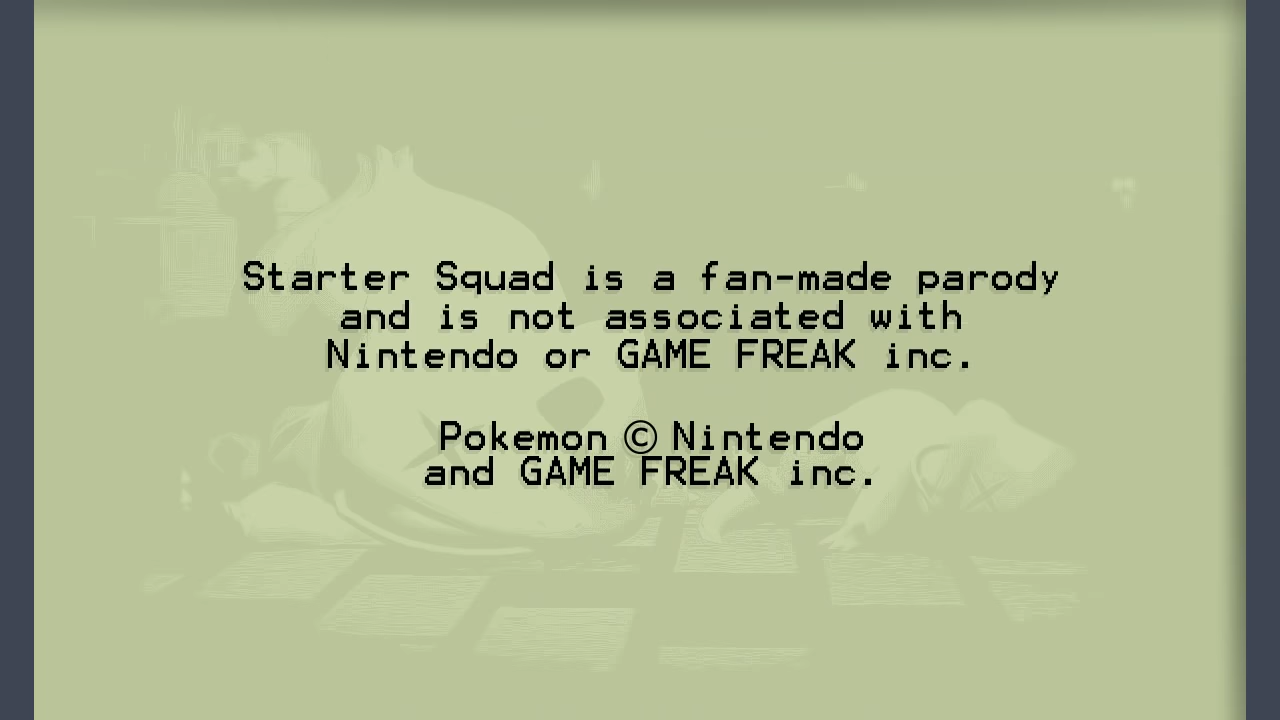 Starter Squad is a fan-made parody
and is not associated with
Nintendo or GAME FREAK inc.
Pokemon © Nintendo
and GAME FREAK inc.